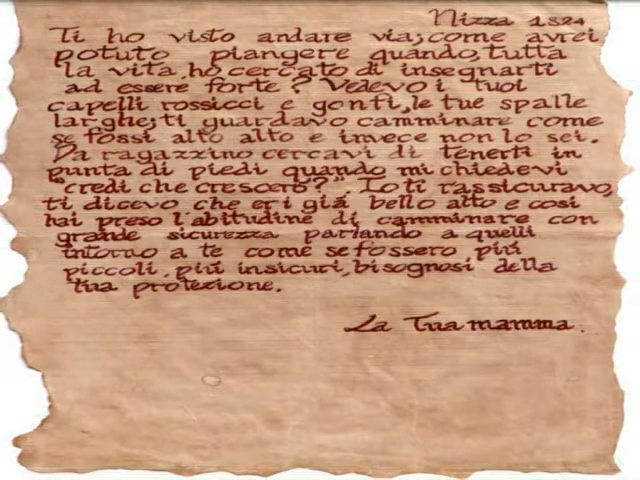 Nizza 1824
Ti ho visto andare via; come avrei
potuto piangere quando, tutta
la vita, ho cercato di insegnarti
ad essere forte? Vedevo i tuoi
capelli rossicci e gonfi, le tue spalle
larghe; ti guardavo camminare come
se fossi alto alto e invece non lo sei.
Da ragazzino cercavi di tenerti in
punta di piedi quando mi chiedevi
"credi che crescerò?". Io ti rassicuravo,
ti dicevo che eri già bello alto e così
hai preso l'abitudine di camminare con
grande sicurezza parlando a quelli
intorno a te come se fossero più
piccoli, più insicuri, bisognosi della
tua protezione.
La Tua mamma.